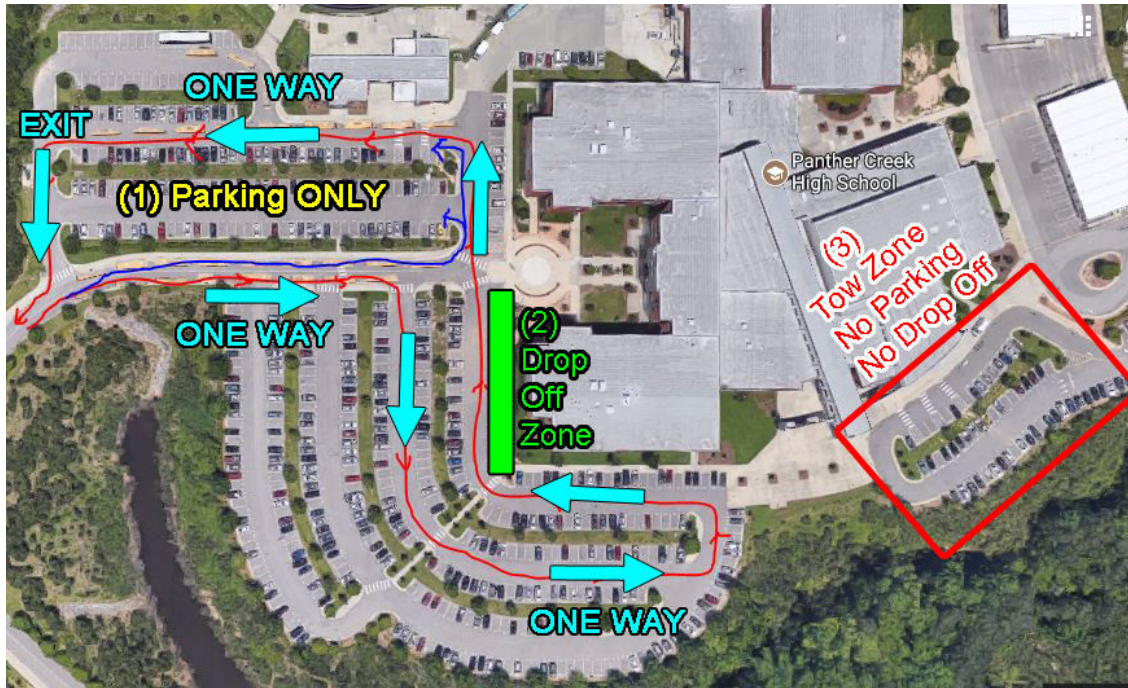 ONE WAY
EXIT
(1) Parking ONLY
Panther Creek
High School
(3)
Tow Zone
No Parking
No Drop Off
ONE WAY
(2)
Drop
Off
Zone
ONE WAY